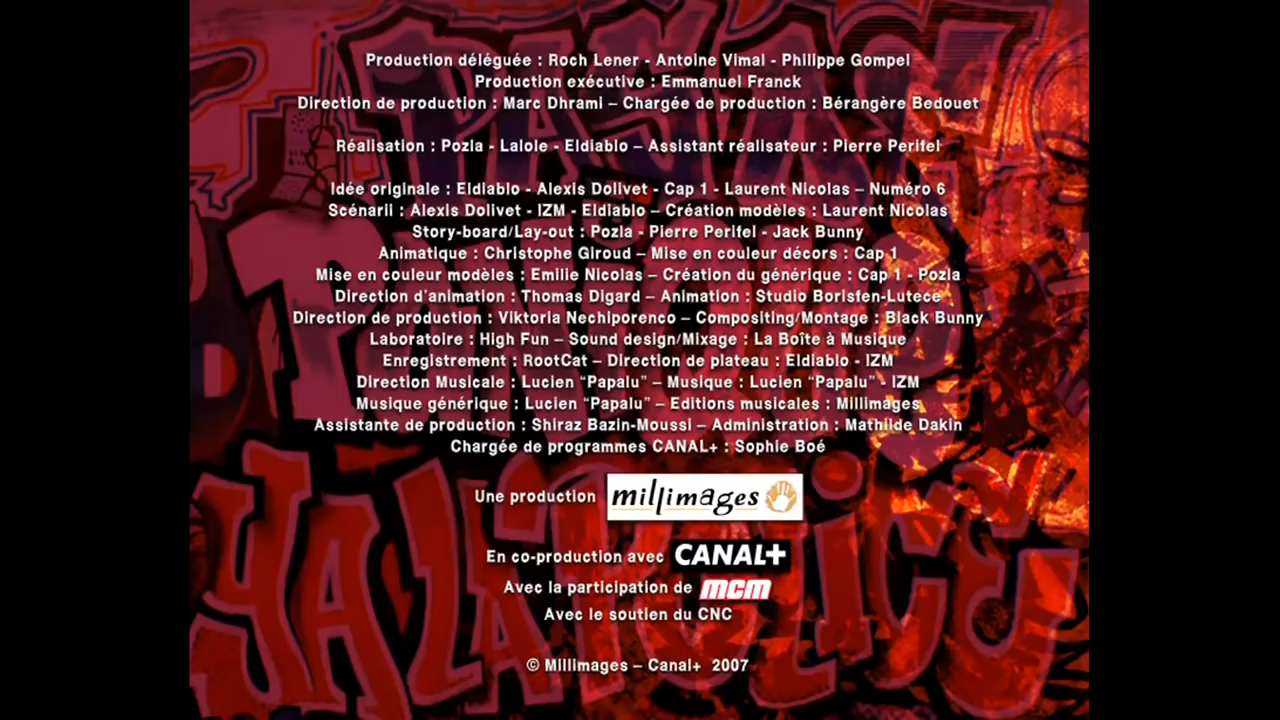 Production déléguée : Roch Lener - Antoine Vimal - Philippe Gompel
Production exécutive : Emmanuel Franck
Direction de production : Marc Dhrami – Chargée de production : Bérangère Bedouet
Réalisation : Pozla - Lalole - Eldiablo – Assistant réalisateur : Pierre Perifel
Idée originale : Eldiablo - Alexis Dolivet - Cap 1 - Laurent Nicolas – Numéro 6
Scénarii : Alexis Dolivet - IZM - Eldiablo – Création modèles : Laurent Nicolas
Story-board/Lay-out : Pozla - Pierre Perifel - Jack Bunny
Animatique : Christophe Giroud – Mise en couleur décors : Cap 1
Mise en couleur modèles : Emilie Nicolas – Création du générique : Cap 1 - Pozla
Direction d'animation : Thomas Digard – Animation : Studio Borisfen-Lutece
Direction de production : Viktoria Nechiporenco – Compositing/Montage : Black Bunny
Laboratoire : High Fun – Sound design/Mixage : La Boîte à Musique
Enregistrement : RootCat – Direction de plateau : Eldiablo - IZM
Direction Musicale : Lucien “Papalu” – Musique : Lucien “Papalu” - IZM
Musique générique : Lucien “Papalu” – Editions musicales : Millimages
Assistante de production : Shiraz Bazin-Moussi – Administration : Mathilde Dakin
Chargée de programmes CANAL+ : Sophie Boé
Une production millimages
En co-production avec CANAL+
Avec la participation de mcm
Avec le soutien du CNC
© Millimages – Canal+ 2007